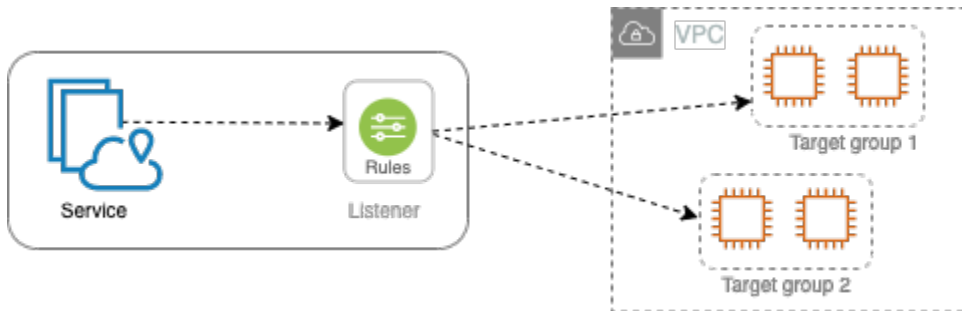 VPC
Target group 1
Rules
Service
Listener
Target group 2